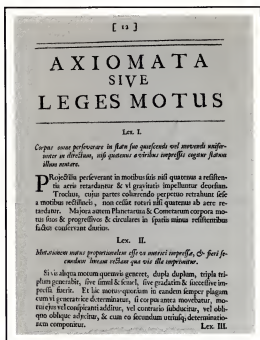 [ 12 ]
AXIOMATA
SIVE
LEGES MOTUS
Lex. I.
Corpus omne perseverare in statu suo quiescendi vel movendi unifor-
miter in directum, nisi quatenus a viribus impressis cogitur statum
illum mutare.
PRojectilia perseverant in motibus suis nisi quatenus a resisten-
tia aeris retardantur & vi gravitatis impelluntur deorsum.
Trochus, cujus partes cohærendo perpetuo retrahunt sese
a motibus rectilineis, non cessat rotari nisi quatenus ab aere re-
tardatur. Majora autem Planetarum & Cometarum corpora mo-
tus suos & progressivos & circulares in spatiis minus resistentibus
factos conservant diutius.
Lex. II.
Mutationem motus proportionalem esse vi motrici impressæ, & fieri se-
cundum lineam rectam qua vis illa imprimitur.
Si vis aliqua motum quemvis generet, dupla duplum, tripla tri-
plum generabit, sive simul & semel, sive gradatim & successive im-
pressa fuerit. Et hic motus quoniam in eandem semper plagam
cum vi generatrice determinatur, si corpus antea movebatur, mo-
tui ejus vel conspiranti additur, vel contrario subducitur, vel obli-
quo oblique adjicitur, & cum eo secundum utriusq; determinatio-
nem componitur. Lex. III.